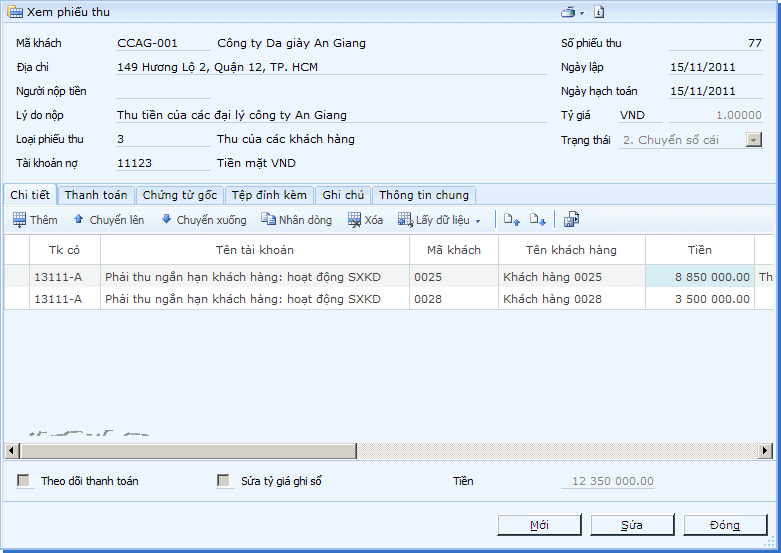 Xem phiếu thu
Mã khách CCAG-001 Công ty Da giày An Giang Số phiếu thu 77
Địa chỉ 149 Hương Lộ 2, Quận 12, TP. HCM Ngày lập 15/11/2011
Người nộp tiền Ngày hạch toán 15/11/2011
Lý do nộp Thu tiền của các đại lý công ty An Giang Tỷ giá VND 1.00000
Loại phiếu thu 3 Thu của các khách hàng Trạng thái 2. Chuyển sổ cái
Tài khoản nợ 11123 Tiền mặt VND
Chi tiết Thanh toán Chứng từ gốc Tệp đính kèm Ghi chú Thông tin chung
Thêm Chuyển lên Chuyển xuống Nhân dòng Xóa Lấy dữ liệu
Tk có Tên tài khoản Mã khách Tên khách hàng Tiền
13111-A Phải thu ngắn hạn khách hàng: hoạt động SXKD 0025 Khách hàng 0025 8 850 000.00 Th
13111-A Phải thu ngắn hạn khách hàng: hoạt động SXKD 0028 Khách hàng 0028 3 500 000.00
Theo dõi thanh toán Sửa tỷ giá ghi sổ Tiền 12 350 000.00
Mới Sửa Đóng